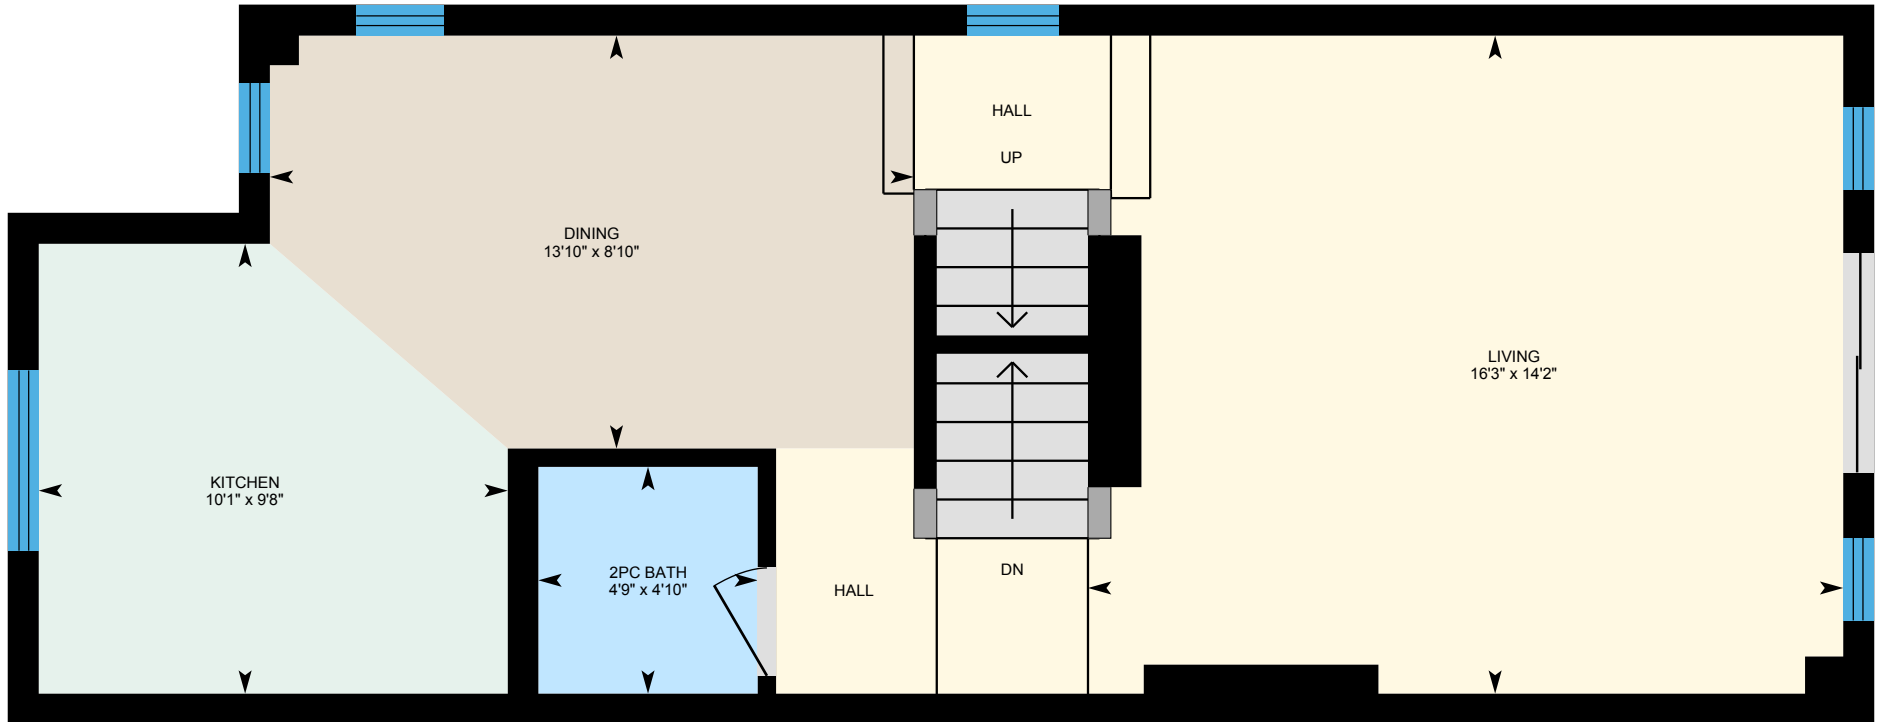 HALL
UP
DINING
13'10" x 8'10"
LIVING
16'3" x 14'2"
KITCHEN
10'1" x 9'8"
2PC BATH
4'9" x 4'10"
HALL
DN